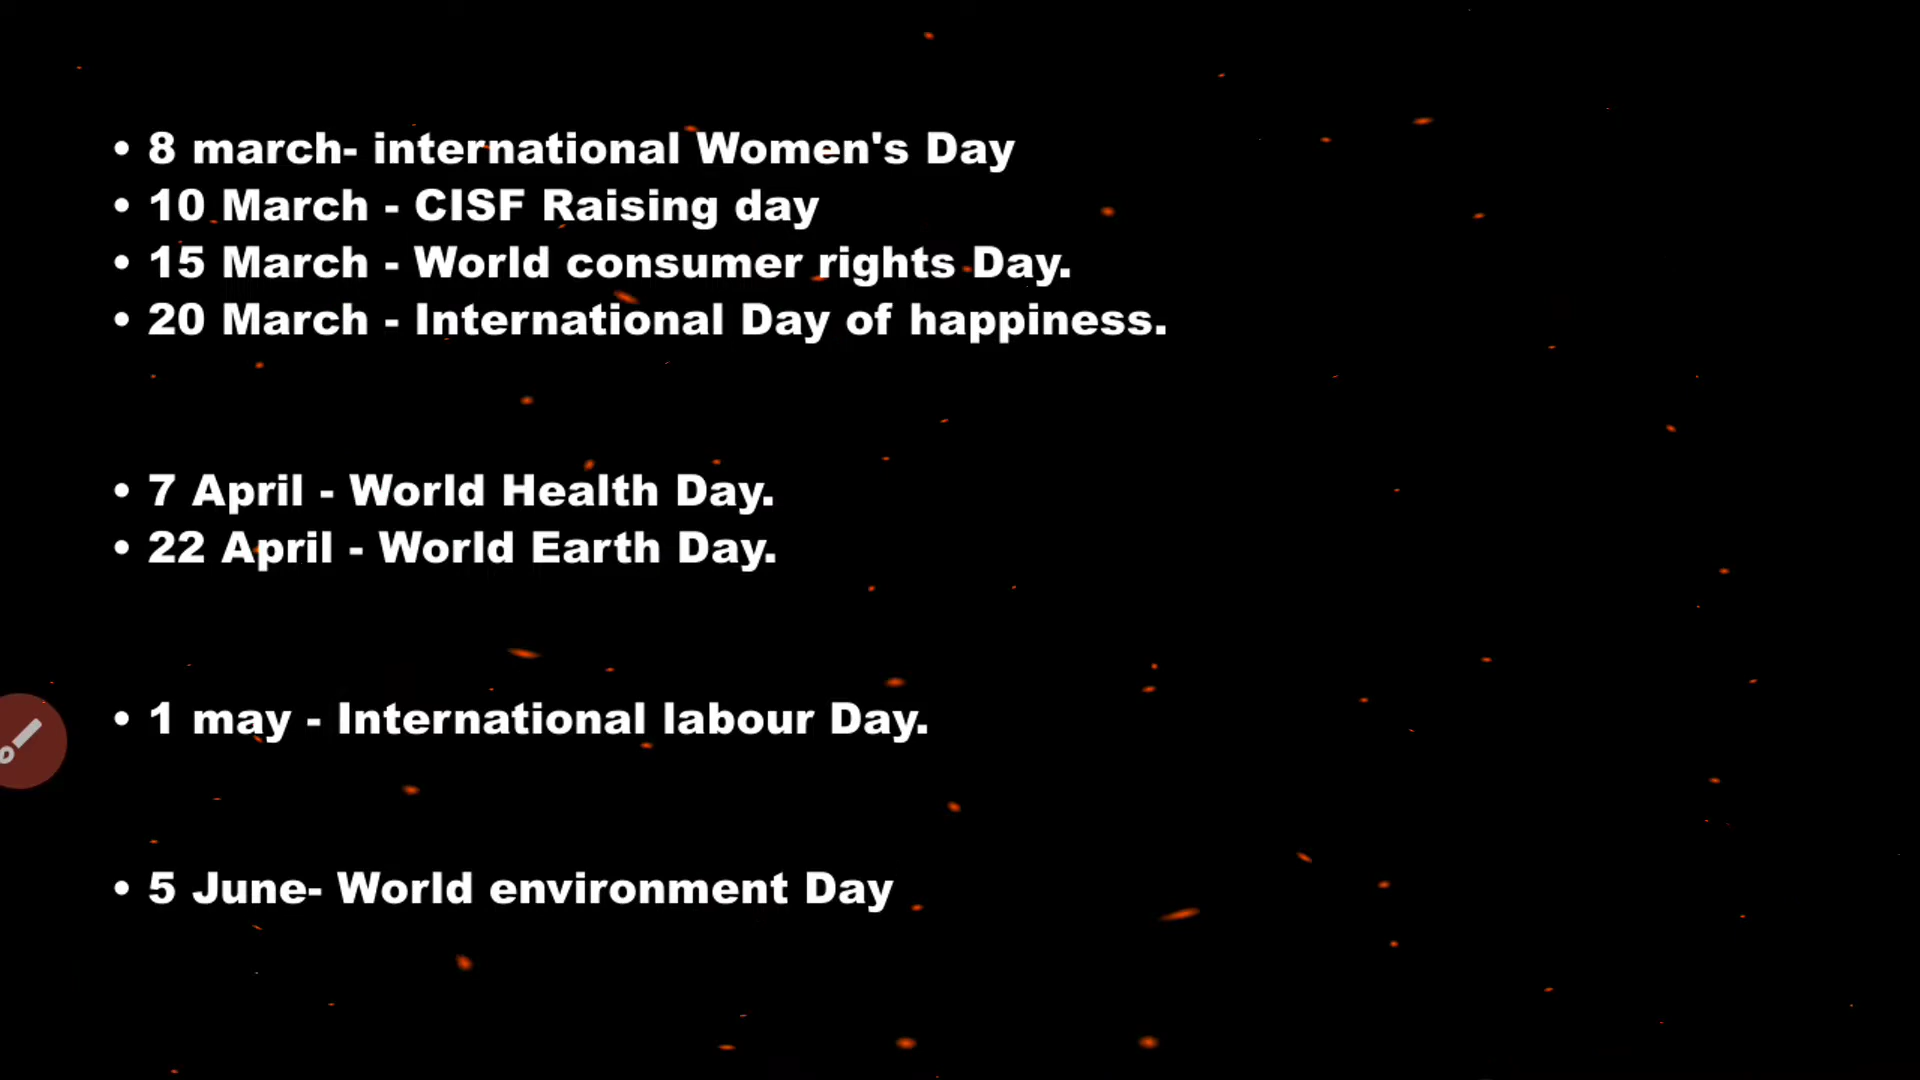 • 8 march- international Women's Day
• 10 March - CISF Raising day
• 15 March - World consumer rights Day.
• 20 March - International Day of happiness.
• 7 April - World Health Day.
• 22 April - World Earth Day.
• 1 may - International labour Day.
• 5 June- World environment Day